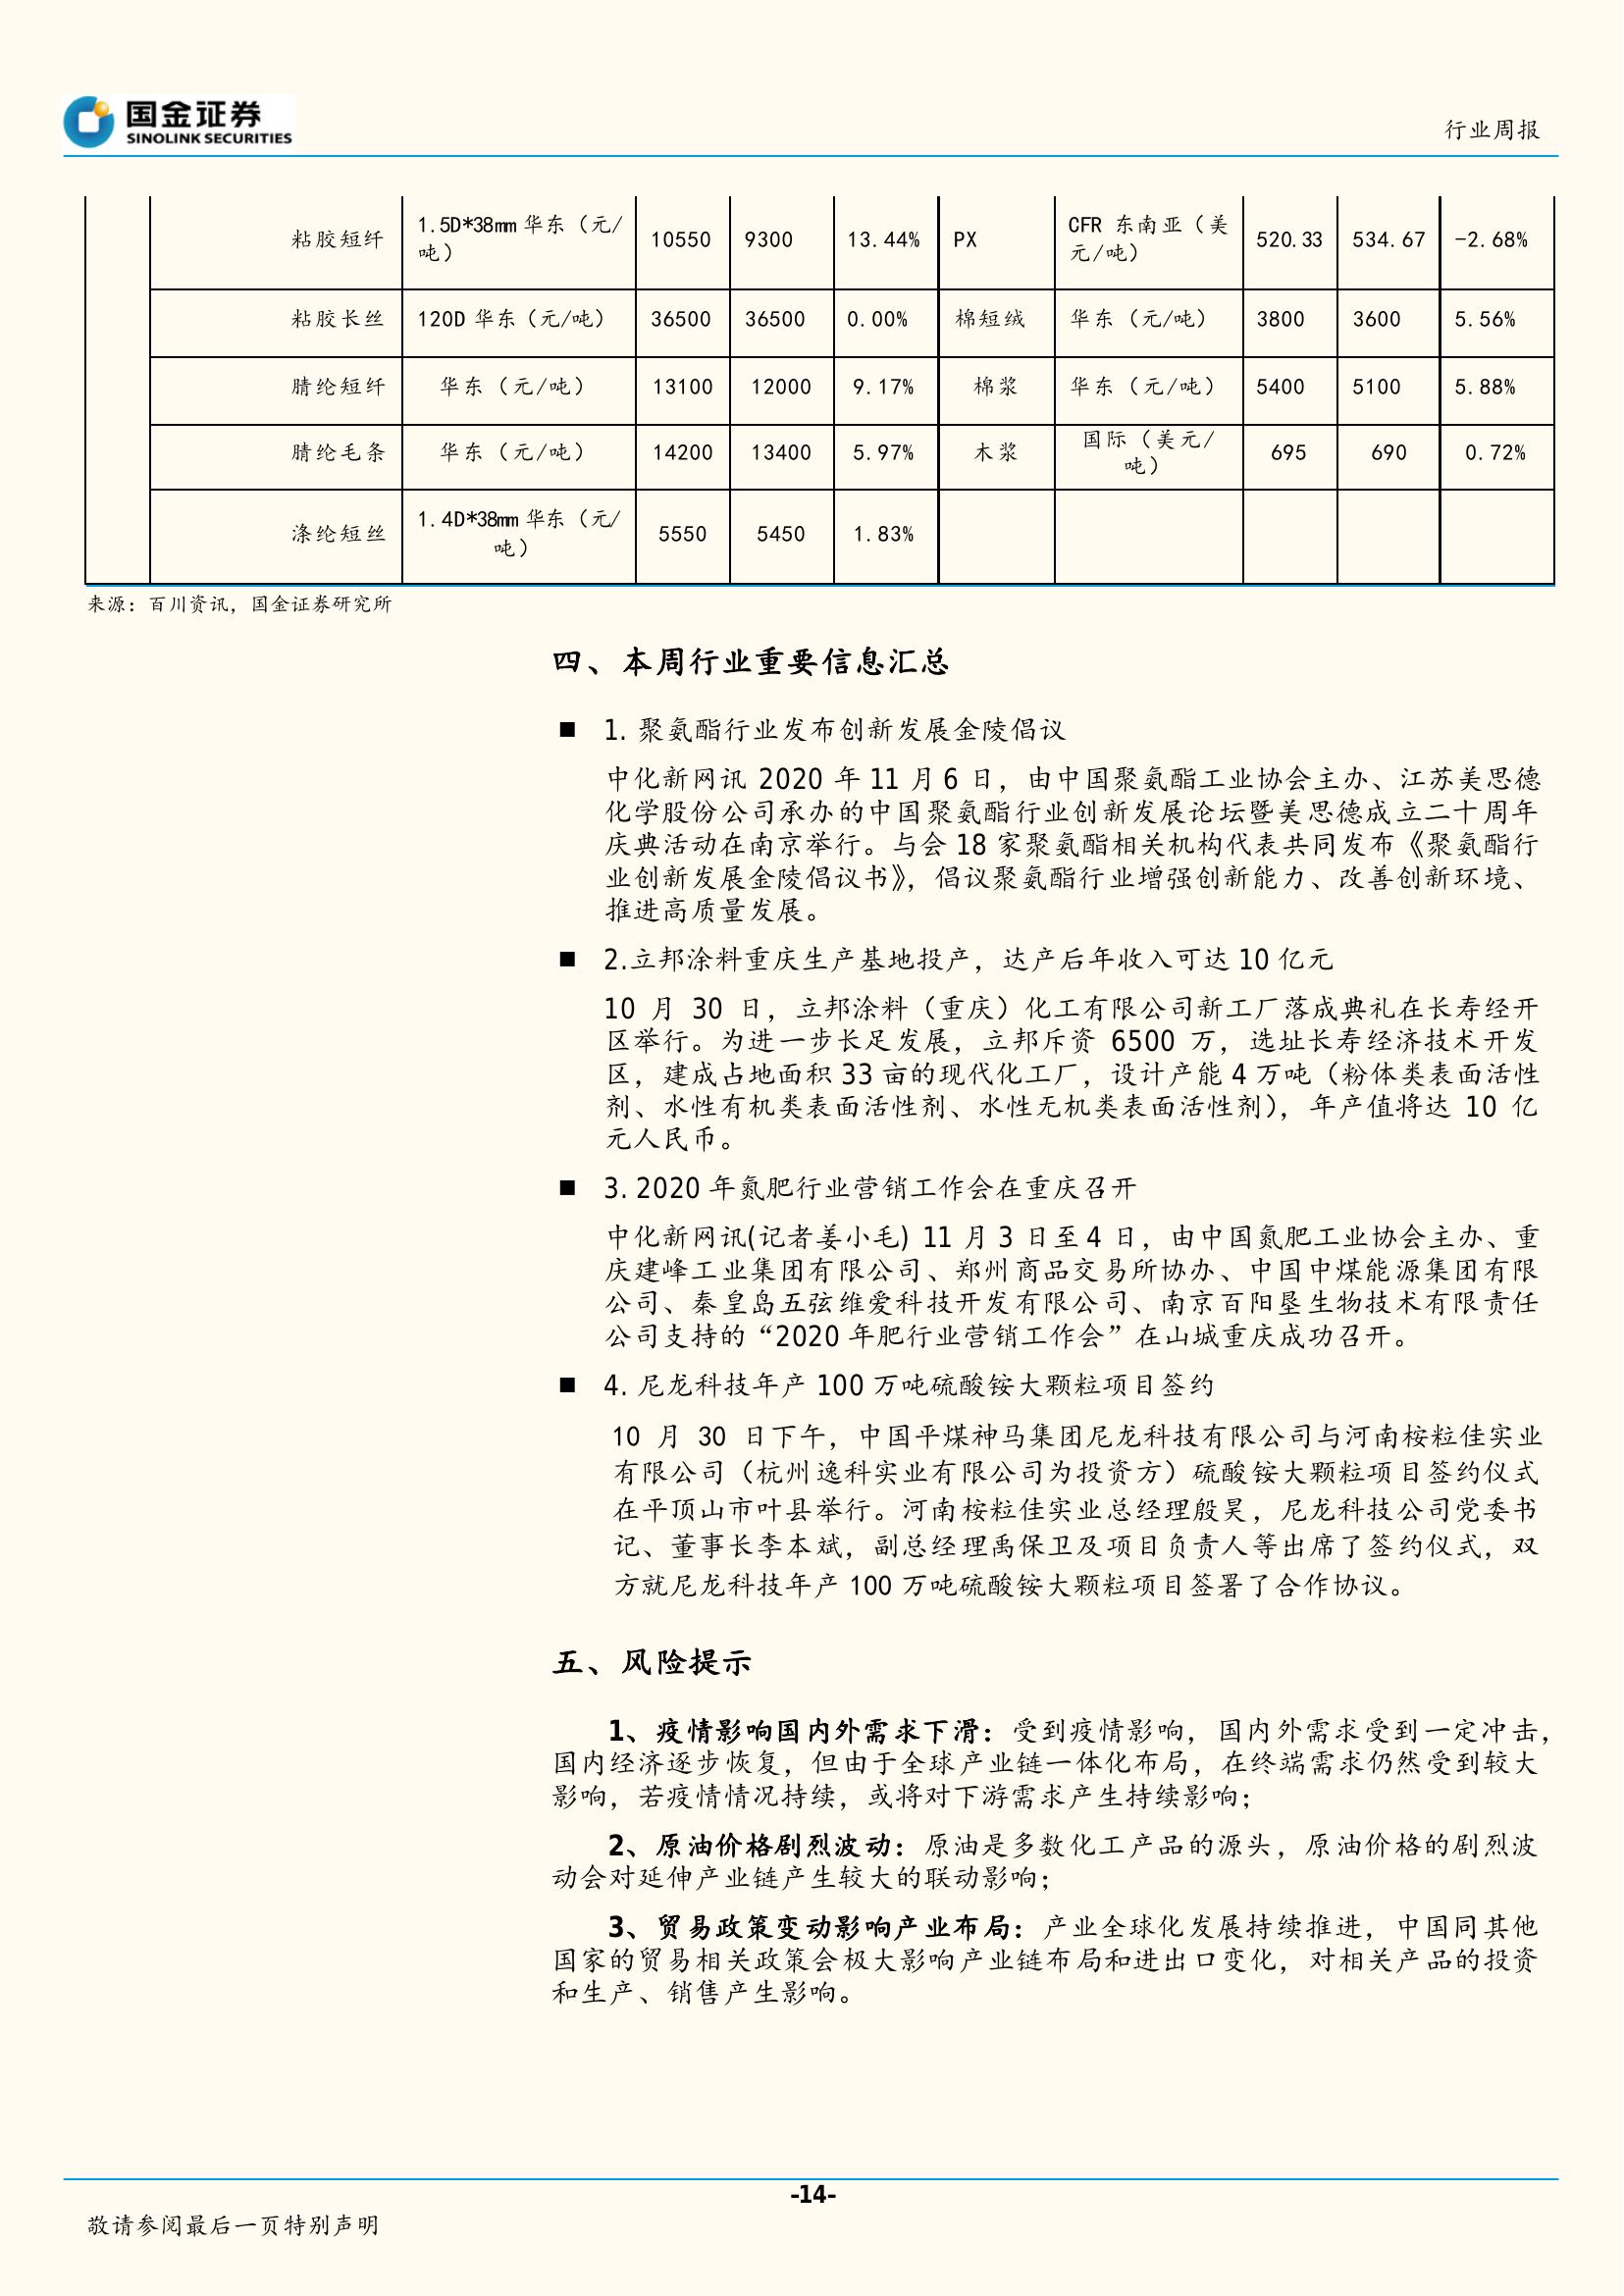 国金证券
SINOLINK SECURITIES
行业周报
粘胶短纤 1.5D*38mm 华东（元/吨） 10550 9300 13.44% PX CFR 东南亚（美元/吨） 520.33 534.67 -2.68%
粘胶长丝 120D 华东（元/吨） 36500 36500 0.00% 棉短绒 华东（元/吨） 3800 3600 5.56%
腈纶短纤 华东（元/吨） 13100 12000 9.17% 棉浆 华东（元/吨） 5400 5100 5.88%
腈纶毛条 华东（元/吨） 14200 13400 5.97% 木浆 国际（美元/吨） 695 690 0.72%
涤纶短丝 1.4D*38mm 华东（元/吨） 5550 5450 1.83%
来源：百川资讯，国金证券研究所
四、本周行业重要信息汇总
■ 1. 聚氨酯行业发布创新发展金陵倡议
中化新网讯 2020 年 11 月 6 日，由中国聚氨酯工业协会主办、江苏美思德
化学股份公司承办的中国聚氨酯行业创新发展论坛暨美思德成立二十周年
庆典活动在南京举行。与会 18 家聚氨酯相关机构代表共同发布《聚氨酯行
业创新发展金陵倡议书》，倡议聚氨酯行业增强创新能力、改善创新环境、
推进高质量发展。
■ 2.立邦涂料重庆生产基地投产，达产后年收入可达 10 亿元
10 月 30 日，立邦涂料（重庆）化工有限公司新工厂落成典礼在长寿经开
区举行。为进一步长足发展，立邦斥资 6500 万，选址长寿经济技术开发
区，建成占地面积 33 亩的现代化工厂，设计产能 4 万吨（粉体类表面活性
剂、水性有机类表面活性剂、水性无机类表面活性剂），年产值将达 10 亿
元人民币。
■ 3. 2020 年氮肥行业营销工作会在重庆召开
中化新网讯(记者姜小毛) 11 月 3 日至 4 日，由中国氮肥工业协会主办、重
庆建峰工业集团有限公司、郑州商品交易所协办、中国中煤能源集团有限
公司、秦皇岛五弦维爱科技开发有限公司、南京百阳垦生物技术有限责任
公司支持的“2020 年肥行业营销工作会”在山城重庆成功召开。
■ 4. 尼龙科技年产 100 万吨硫酸铵大颗粒项目签约
10 月 30 日下午，中国平煤神马集团尼龙科技有限公司与河南桉粒佳实业
有限公司（杭州逸科实业有限公司为投资方）硫酸铵大颗粒项目签约仪式
在平顶山市叶县举行。河南桉粒佳实业总经理殷昊，尼龙科技公司党委书
记、董事长李本斌，副总经理禹保卫及项目负责人等出席了签约仪式，双
方就尼龙科技年产 100 万吨硫酸铵大颗粒项目签署了合作协议。
五、风险提示
1、疫情影响国内外需求下滑：受到疫情影响，国内外需求受到一定冲击，
国内经济逐步恢复，但由于全球产业链一体化布局，在终端需求仍然受到较大
影响，若疫情情况持续，或将对下游需求产生持续影响；
2、原油价格剧烈波动：原油是多数化工产品的源头，原油价格的剧烈波
动会对延伸产业链产生较大的联动影响；
3、贸易政策变动影响产业布局：产业全球化发展持续推进，中国同其他
国家的贸易相关政策会极大影响产业链布局和进出口变化，对相关产品的投资
和生产、销售产生影响。
-14-
敬请参阅最后一页特别声明